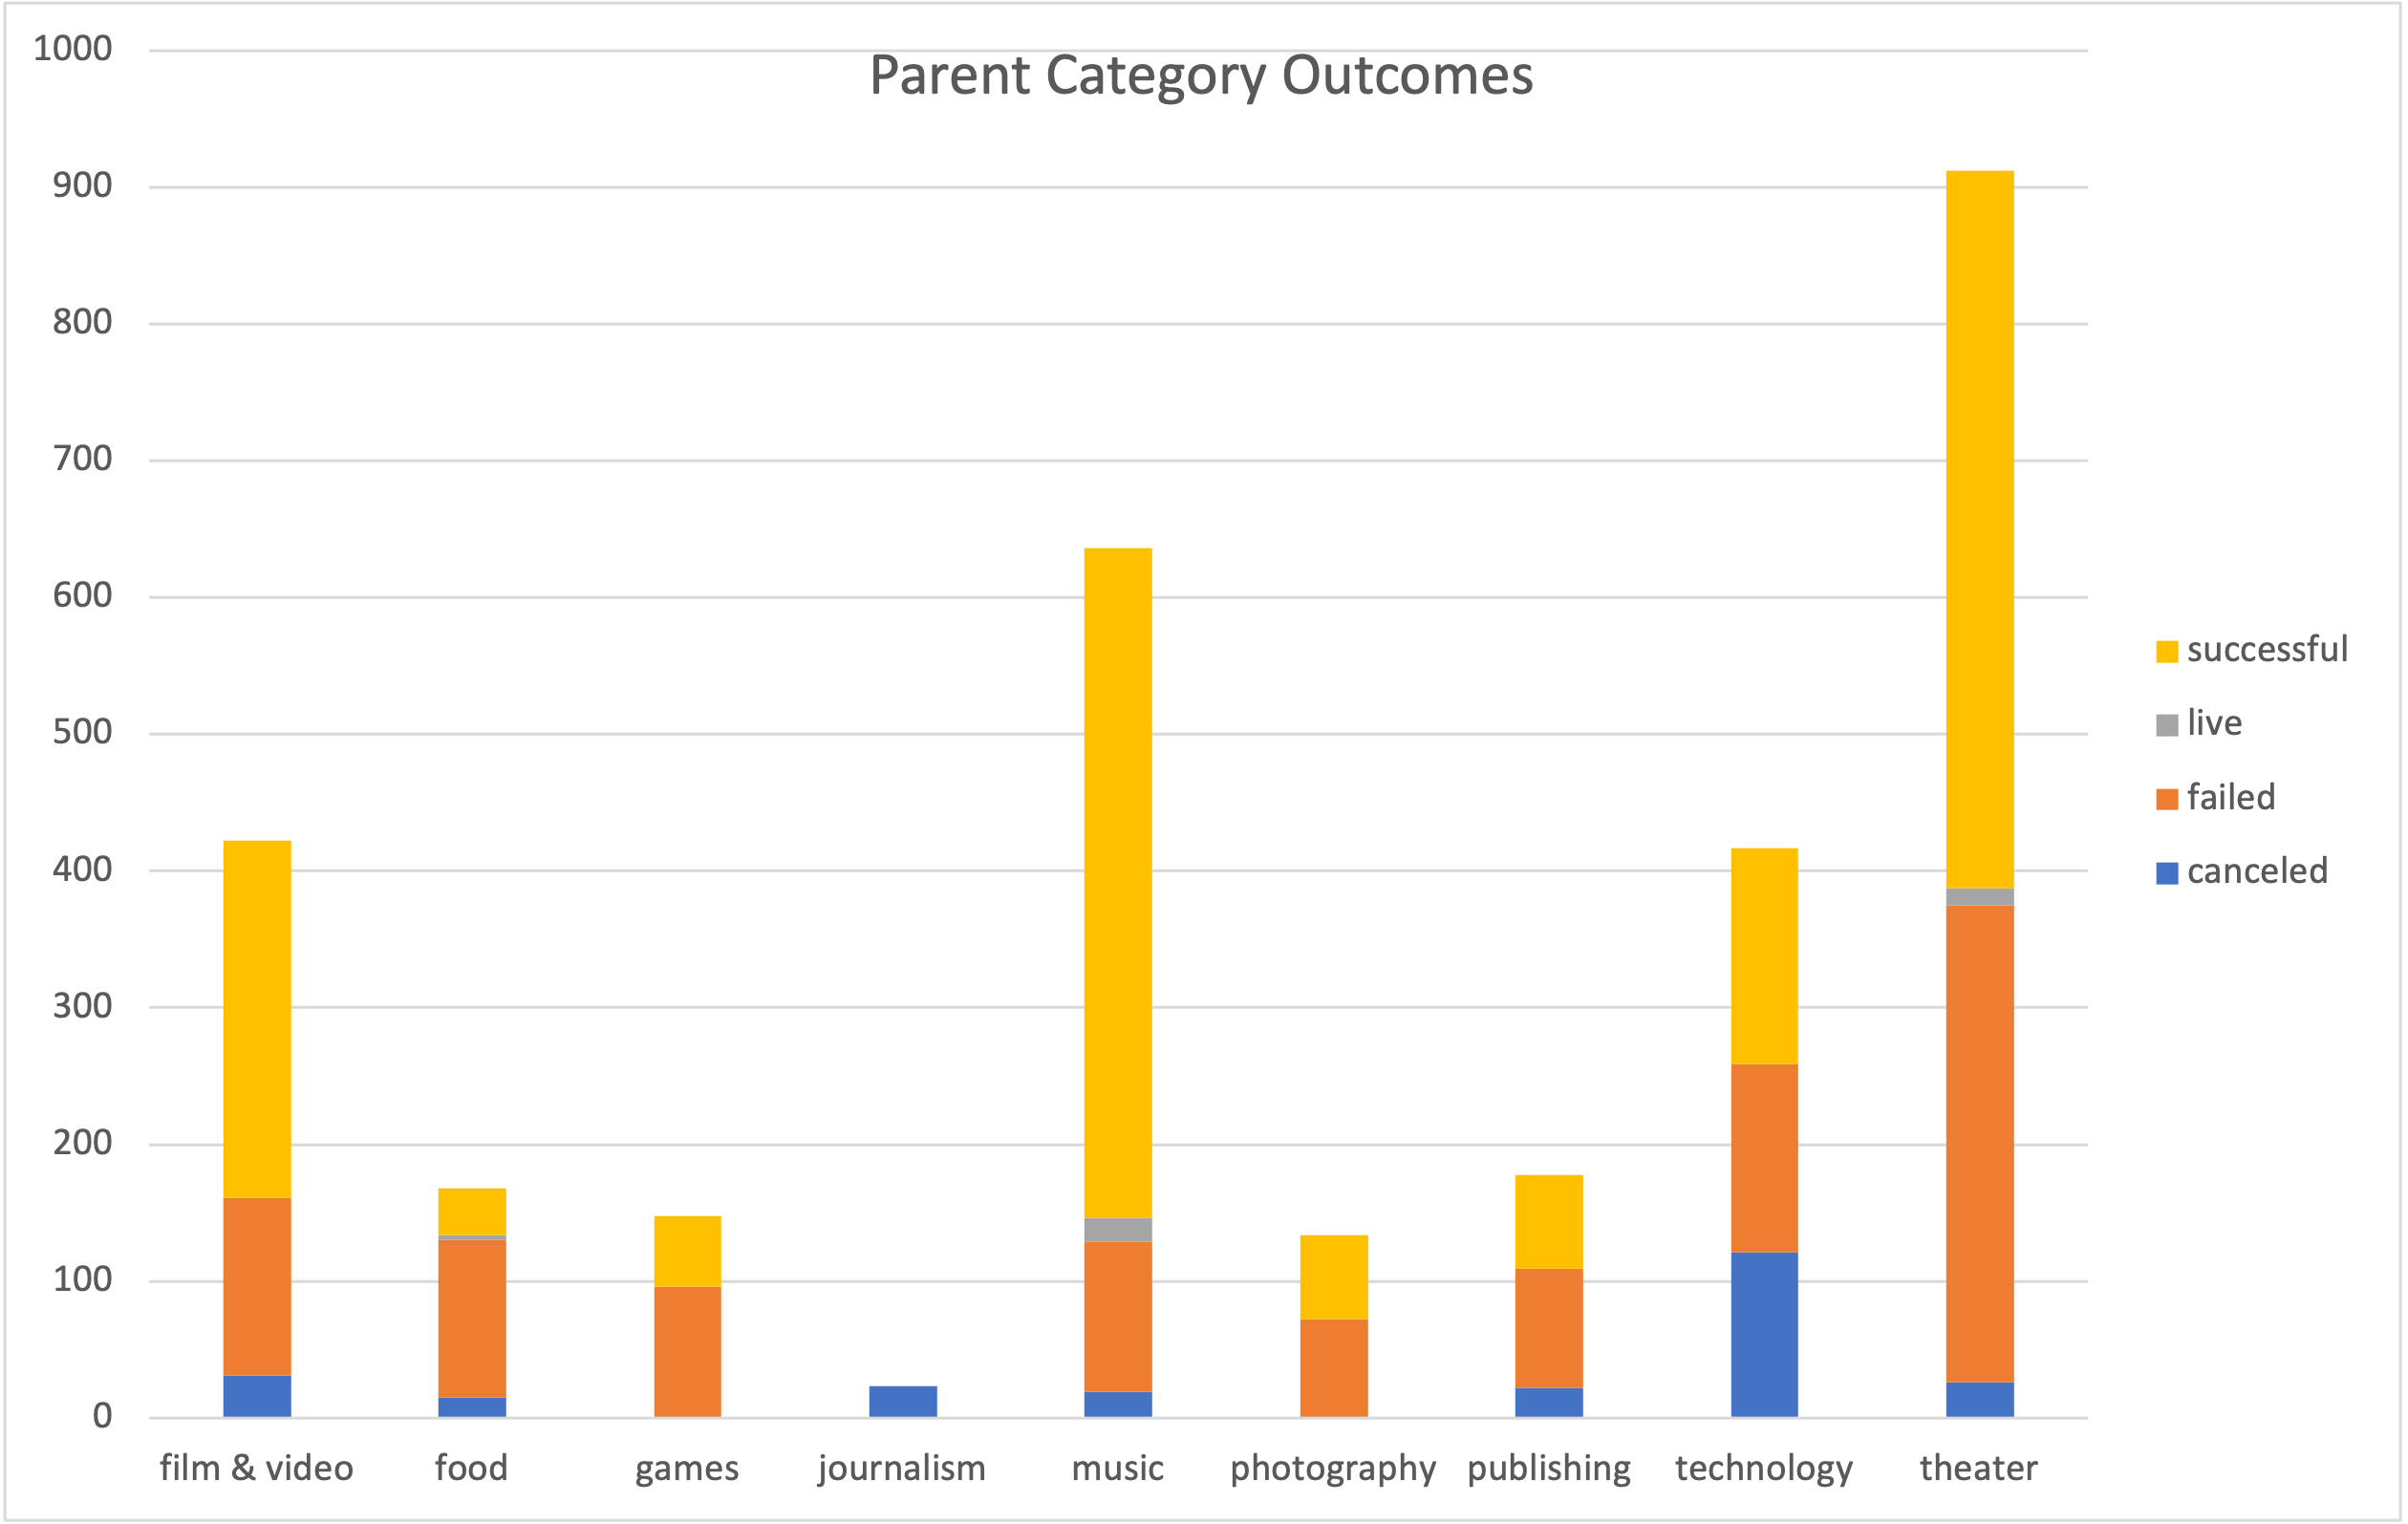 Parent Category Outcomes
1000
900
800
700
600
500
400
300
200
100
0
film & video food games journalism music photography publishing technology theater
successful
live
failed
canceled